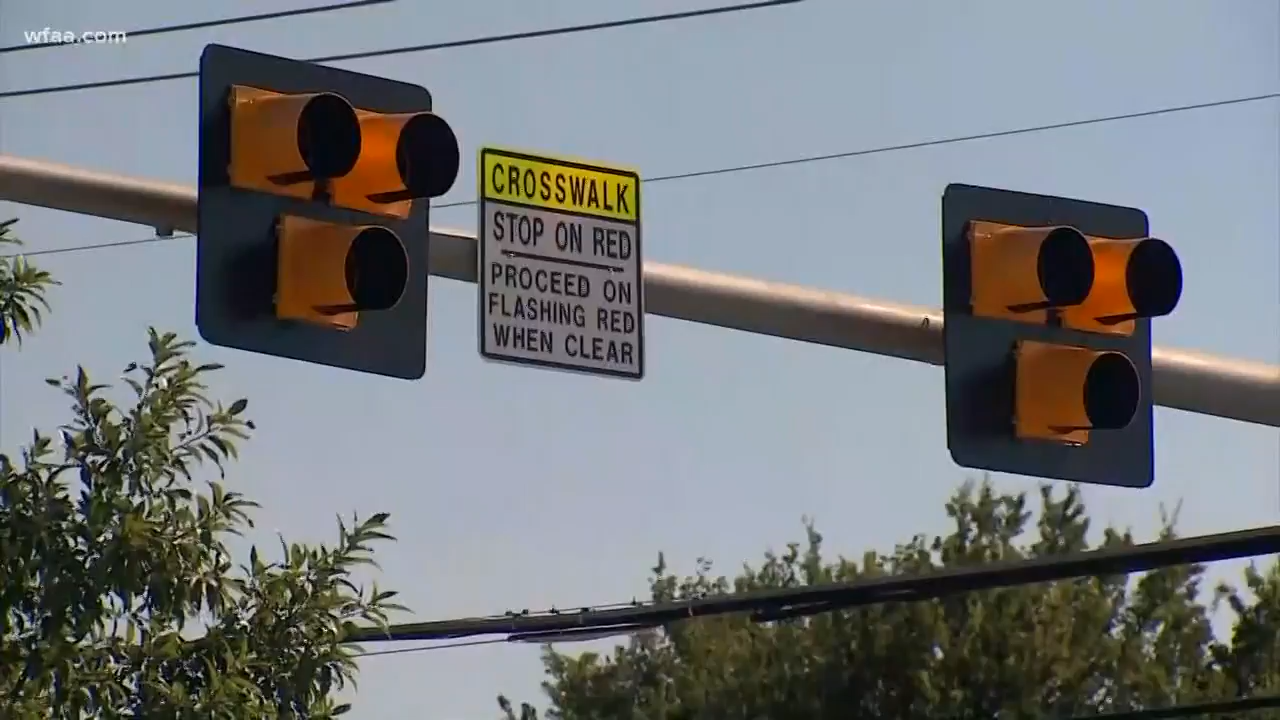 wfaa.com
CROSSWALK
STOP ON RED
PROCEED ON
FLASHING RED
WHEN CLEAR